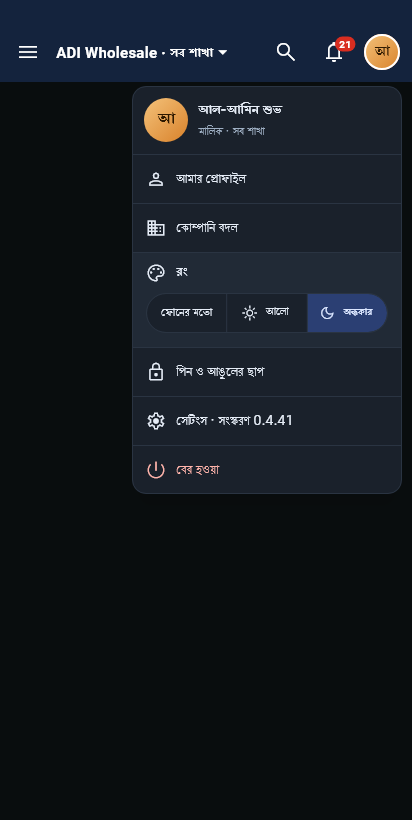 ADI Wholesale · সব শাখা
21
আ
আ
আল-আমিন শুভ
মালিক · সব শাখা
আমার প্রোফাইল
কোম্পানি বদল
রং
ফোনের মতো
আলো
অন্ধকার
পিন ও আঙুলের ছাপ
সেটিংস · সংস্করণ 0.4.41
বের হওয়া